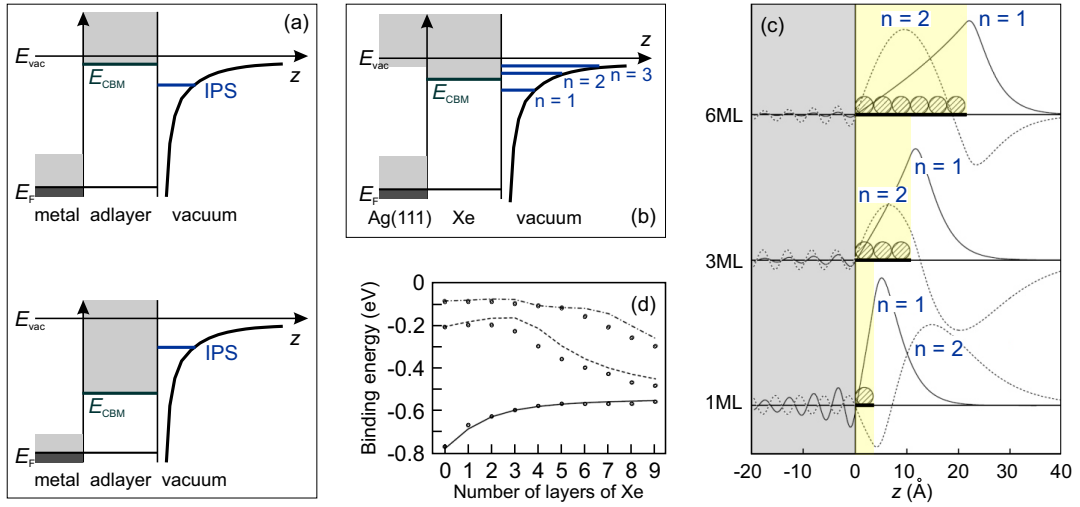 (a)
E_vac
E_CBM
IPS
z
E_F
metal adlayer vacuum
E_vac
IPS
z
E_CBM
E_F
metal adlayer vacuum
(b)
z
E_vac
E_CBM
n = 3
n = 2
n = 1
E_F
Ag(111) Xe vacuum
(c)
n = 2 n = 1
6ML
n = 1
n = 2
3ML
n = 1
n = 2
1ML
-20 -10 0 10 20 30 40
z (Å)
(d)
Binding energy (eV)
0
-0.2
-0.4
-0.6
-0.8
0 1 2 3 4 5 6 7 8 9
Number of layers of Xe